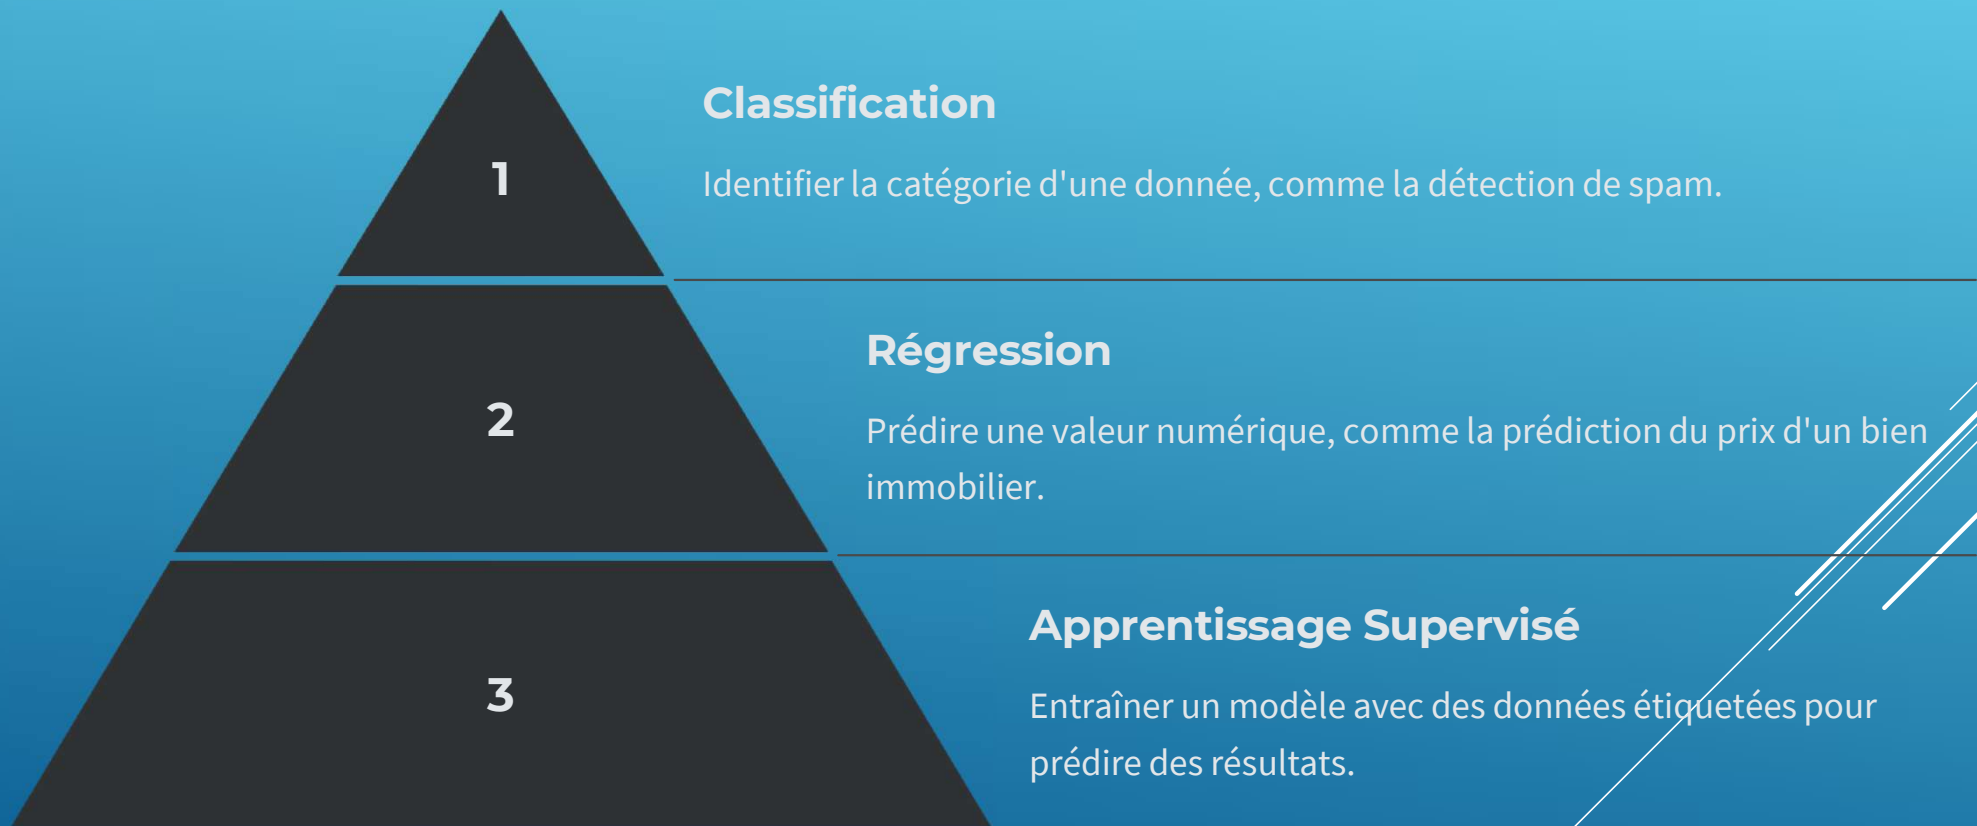 Classification
1
Identifier la catégorie d'une donnée, comme la détection de spam.
Régression
2
Prédire une valeur numérique, comme la prédiction du prix d'un bien
immobilier.
Apprentissage Supervisé
3
Entraîner un modèle avec des données étiquetées pour
prédire des résultats.